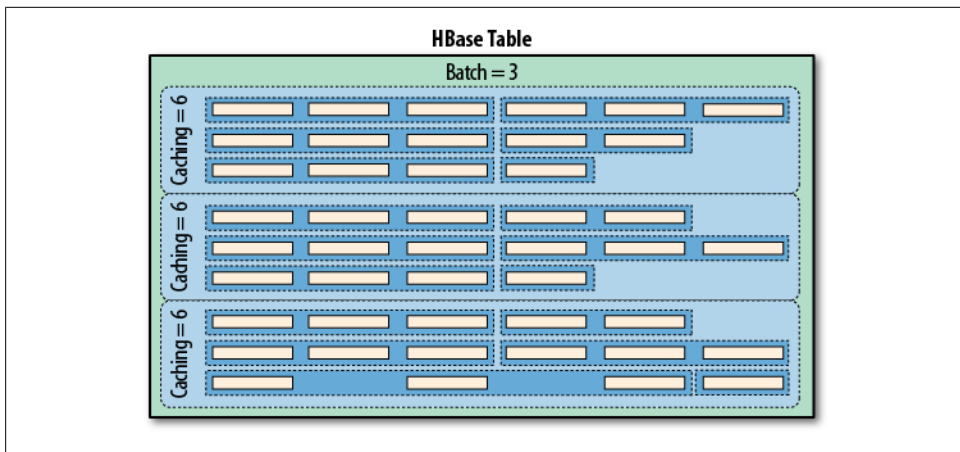 HBase Table
Batch = 3
Caching = 6
Caching = 6
Caching = 6